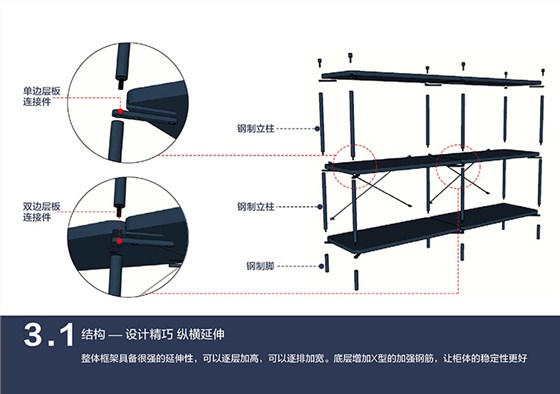 单边层板
连接件
钢制立柱
双边层板
连接件
钢制立柱
钢制脚
3.1 结构 — 设计精巧 纵横延伸
整体框架具备很强的延伸性，可以逐层加高，可以逐排加宽。底层增加X型的加强钢筋，让柜体的稳定性更好